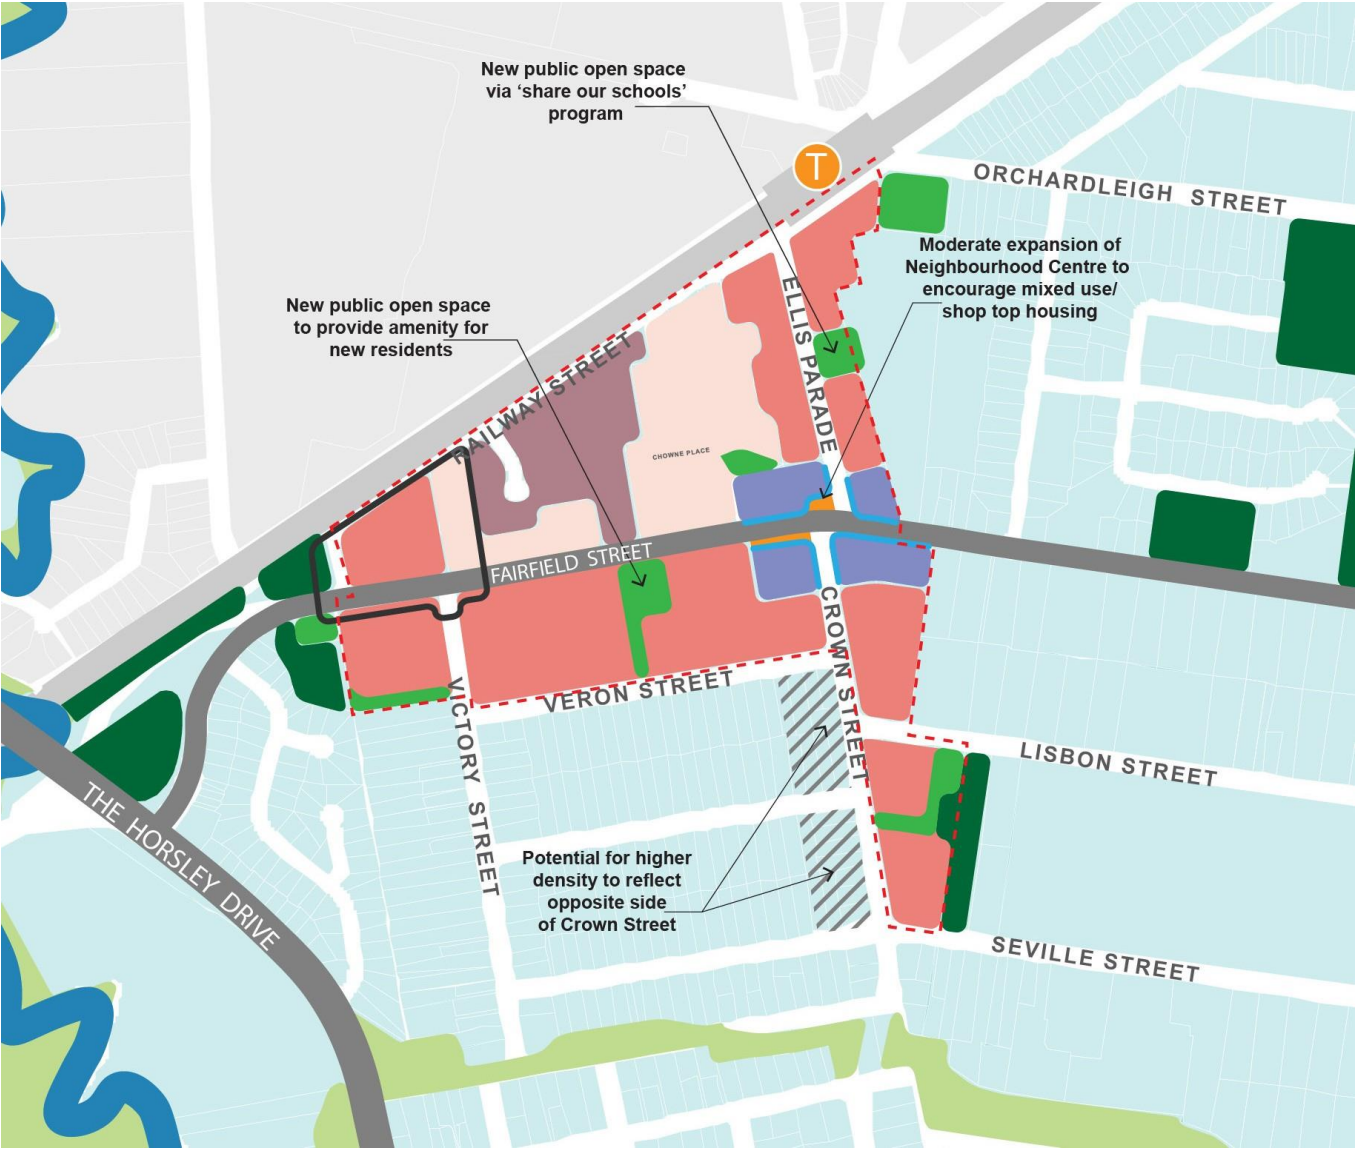 New public open space
via ‘share our schools’
program
T
ORCHARDLEIGH STREET
Moderate expansion of
Neighbourhood Centre to
encourage mixed use/
shop top housing
New public open space
to provide amenity for
new residents
ELLIS PARADE
RAILWAY STREET
CHOWNE PLACE
FAIRFIELD STREET
CROWN STREET
VERON STREET
VICTORY STREET
LISBON STREET
THE HORSLEY DRIVE
Potential for higher
density to reflect
opposite side
of Crown Street
SEVILLE STREET